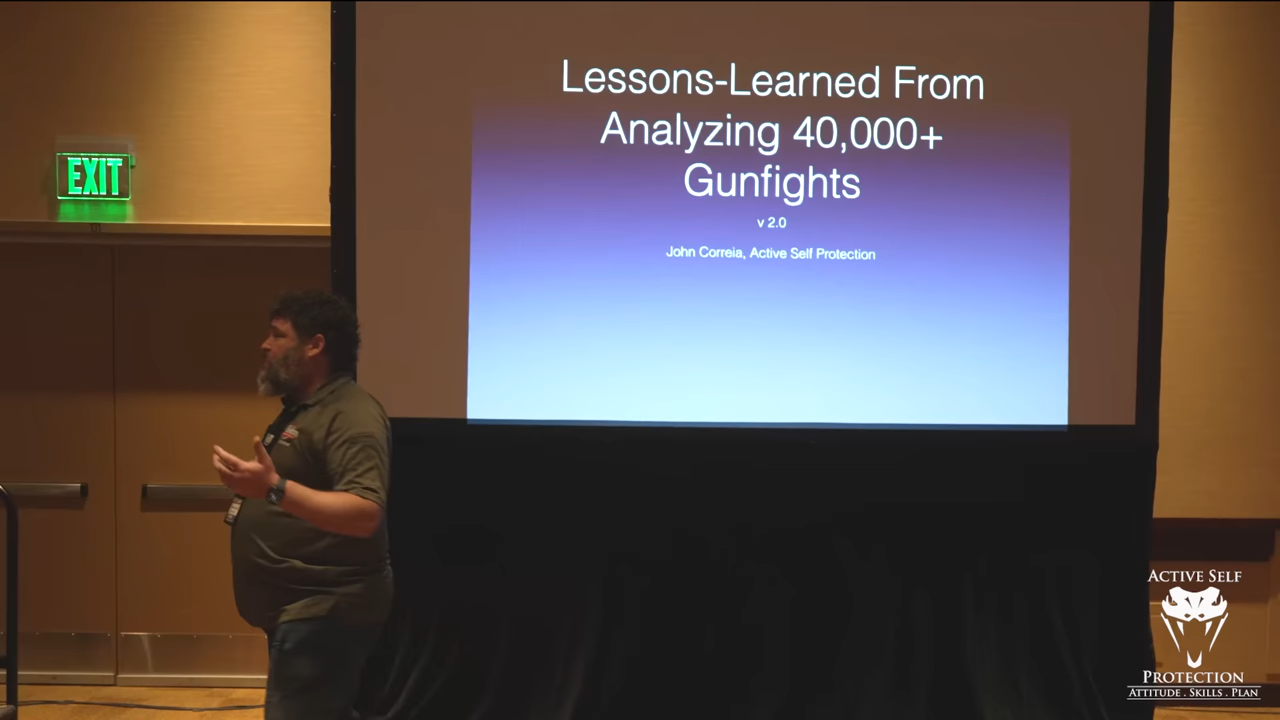 EXIT
Lessons-Learned From
Analyzing 40,000+
Gunfights
v 2.0
John Correia, Active Self Protection
ACTIVE SELF
PROTECTION
ATTITUDE . SKILLS . PLAN